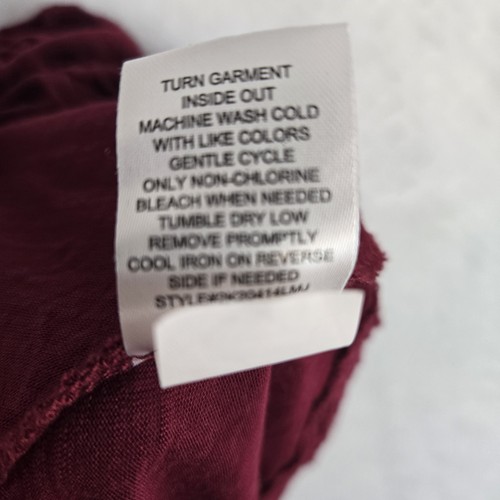 TURN GARMENT
INSIDE OUT
MACHINE WASH COLD
WITH LIKE COLORS
GENTLE CYCLE
ONLY NON-CHLORINE
BLEACH WHEN NEEDED
TUMBLE DRY LOW
REMOVE PROMPTLY
COOL IRON ON REVERSE
SIDE IF NEEDED